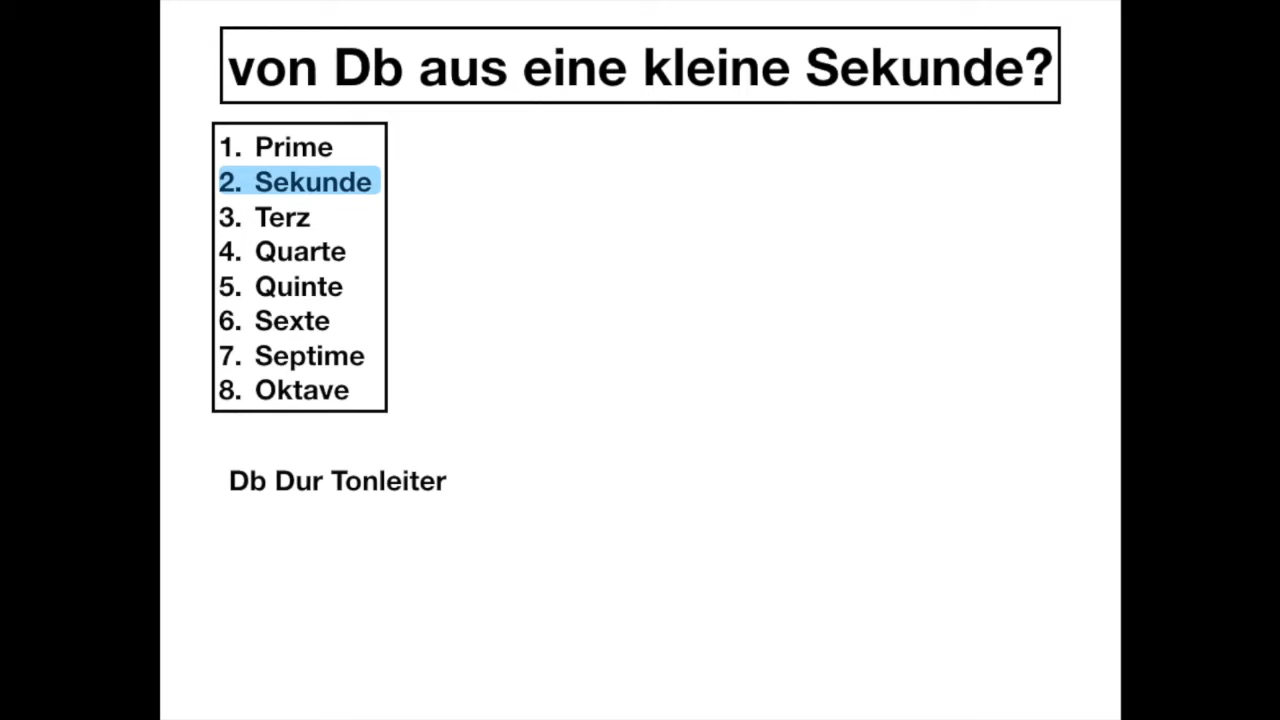 von Db aus eine kleine Sekunde?
1. Prime
2. Sekunde
3. Terz
4. Quarte
5. Quinte
6. Sexte
7. Septime
8. Oktave
Db Dur Tonleiter